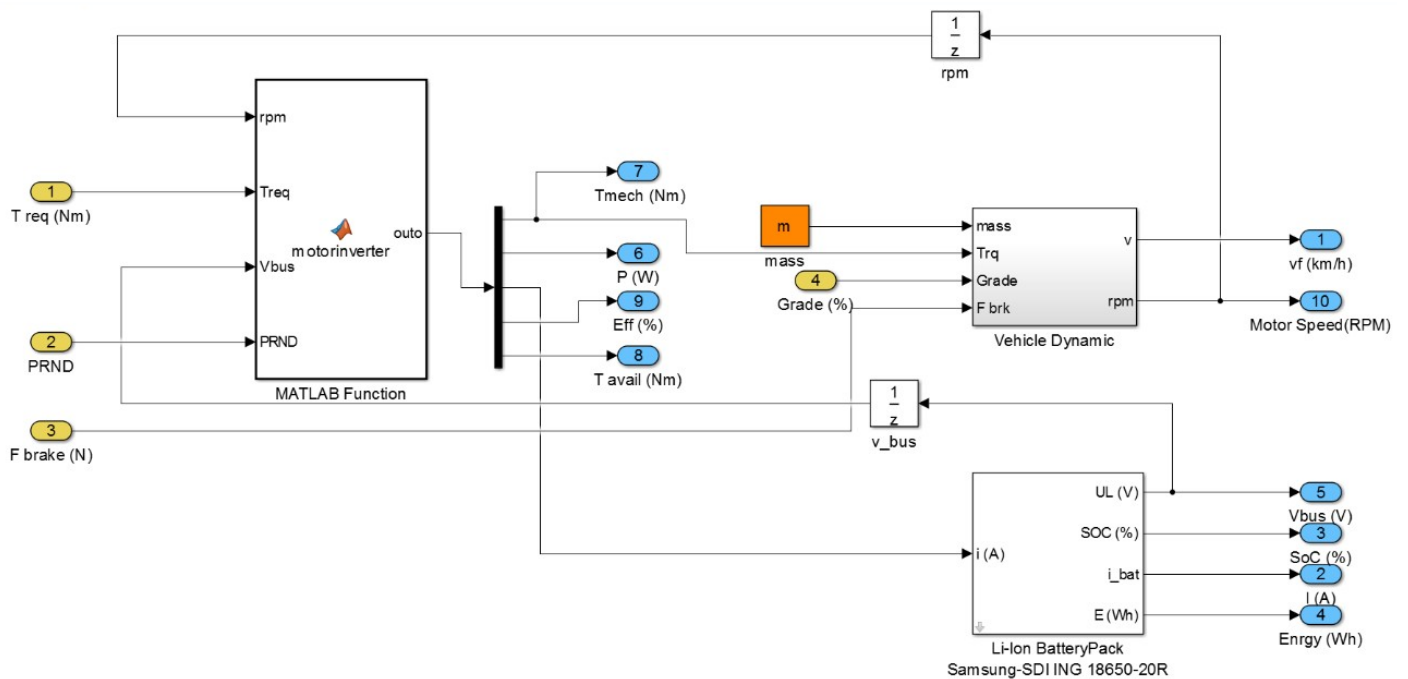 1
z
rpm
rpm
Treq
Vbus
PRND
motorinverter
outo
MATLAB Function
1
T req (Nm)
2
PRND
3
F brake (N)
7
Tmech (Nm)
6
P (W)
9
Eff (%)
8
T avail (Nm)
m
mass
4
Grade (%)
mass
Trq
Grade
F brk
v
rpm
Vehicle Dynamic
1
vf (km/h)
10
Motor Speed(RPM)
1
z
v_bus
i (A)
UL (V)
SOC (%)
i_bat
E (Wh)
Li-Ion BatteryPack
Samsung-SDI ING 18650-20R
5
Vbus (V)
3
SoC (%)
2
I (A)
4
Enrgy (Wh)